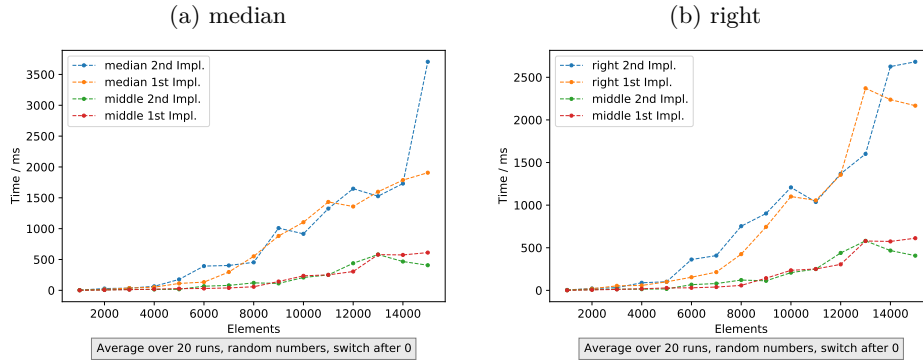 (a) median
median 2nd Impl.
median 1st Impl.
middle 2nd Impl.
middle 1st Impl.
Time / ms
3500
3000
2500
2000
1500
1000
500
0
2000 4000 6000 8000 10000 12000 14000
Elements
Average over 20 runs, random numbers, switch after 0
(b) right
right 2nd Impl.
right 1st Impl.
middle 2nd Impl.
middle 1st Impl.
Time / ms
2500
2000
1500
1000
500
0
2000 4000 6000 8000 10000 12000 14000
Elements
Average over 20 runs, random numbers, switch after 0